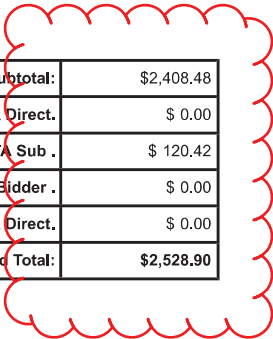 ubtotal: $2,408.48
Direct. $ 0.00
A Sub . $ 120.42
Bidder . $ 0.00
Direct. $ 0.00
d Total: $2,528.90